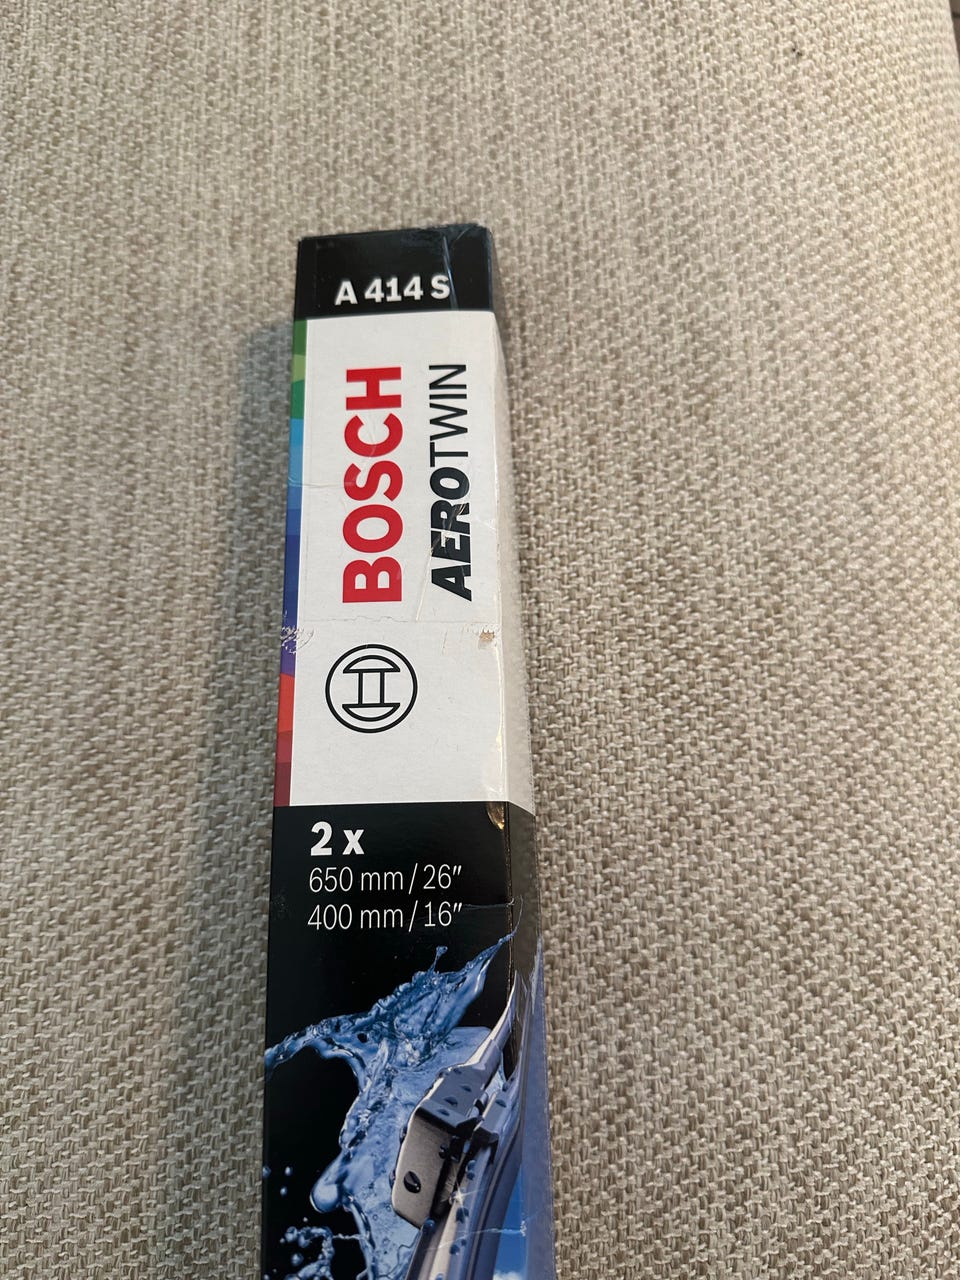 A 414 S
BOSCH
AEROTWIN
2 x
650 mm / 26″
400 mm / 16″